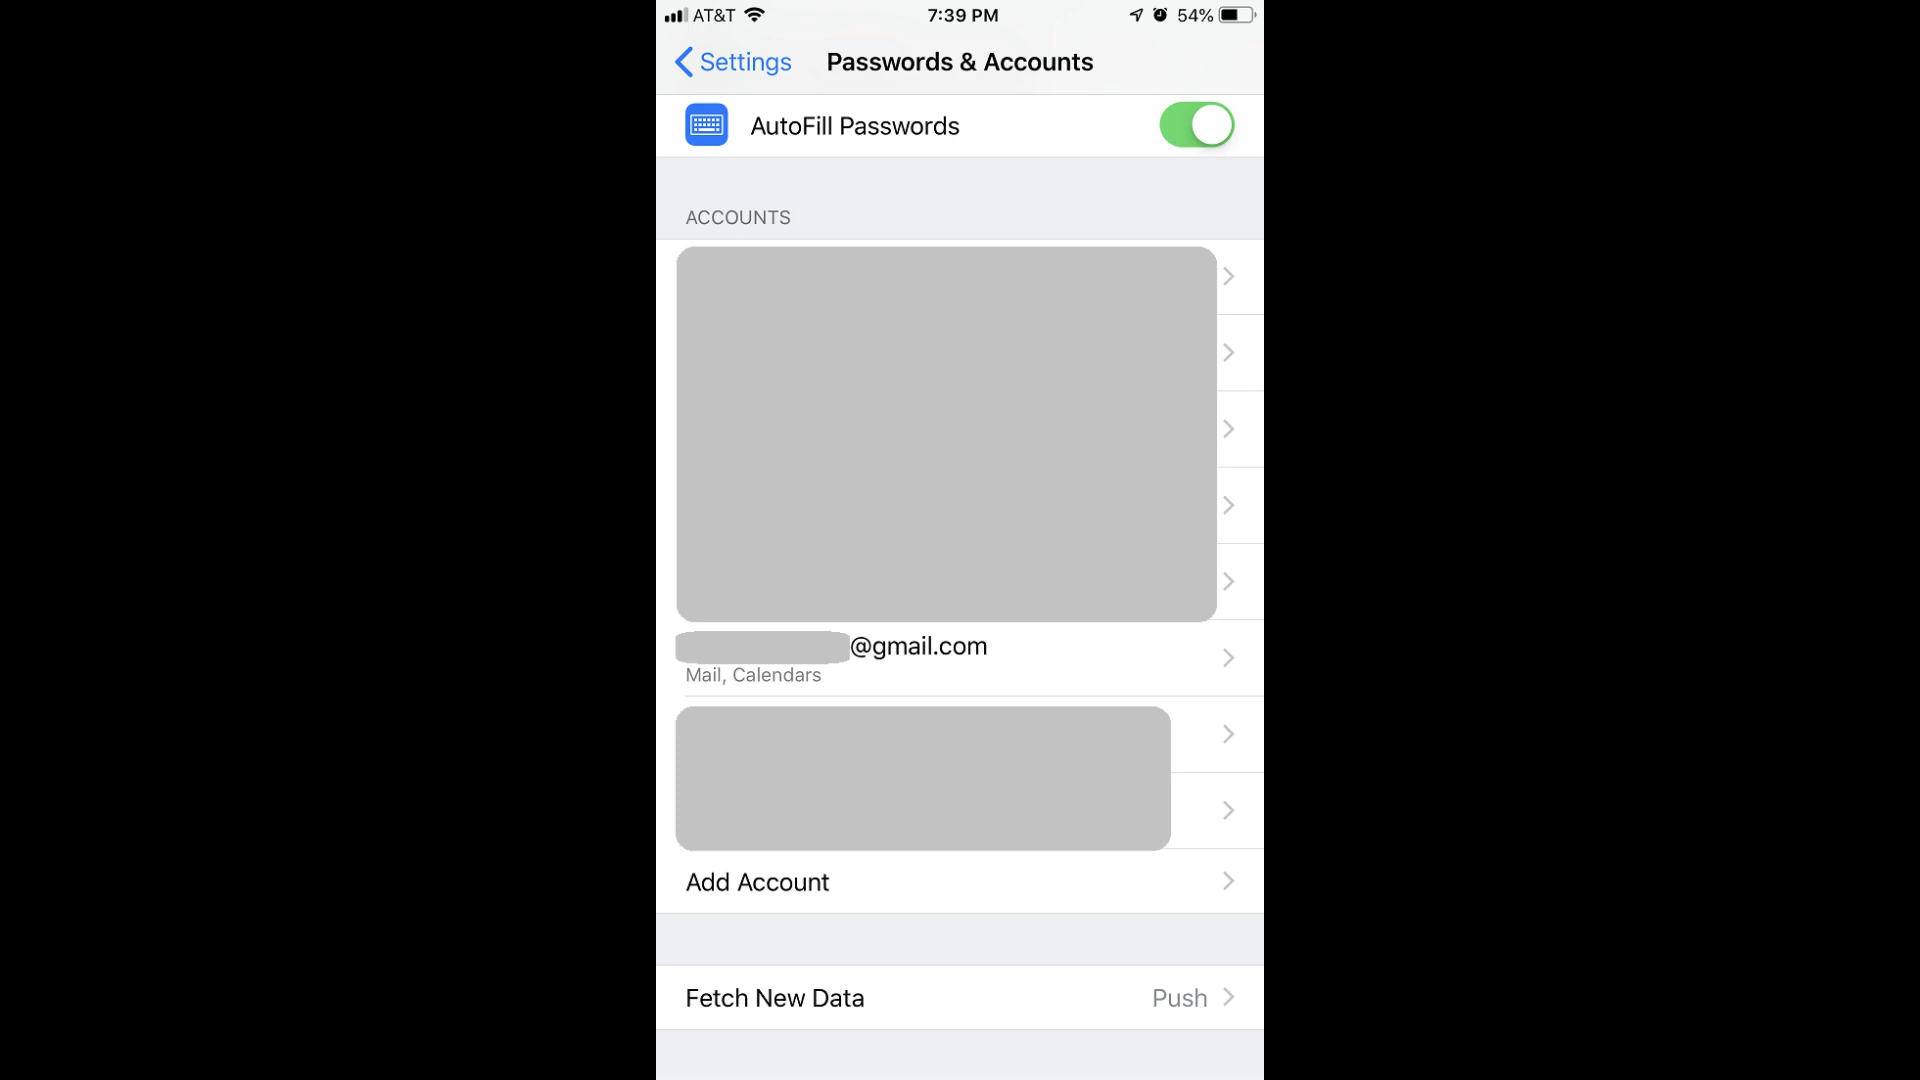 AT&T 7:39 PM 54%
Settings Passwords & Accounts
AutoFill Passwords
ACCOUNTS
@gmail.com
Mail, Calendars
Add Account
Fetch New Data Push